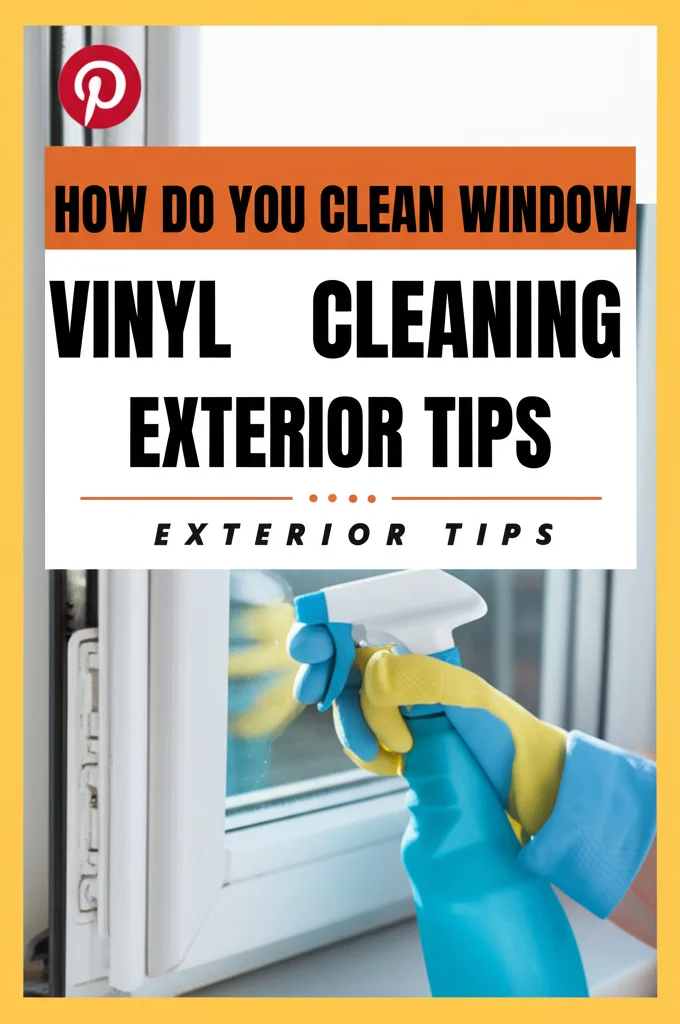 HOW DO YOU CLEAN WINDOW
VINYL CLEANING
EXTERIOR TIPS
EXTERIOR TIPS